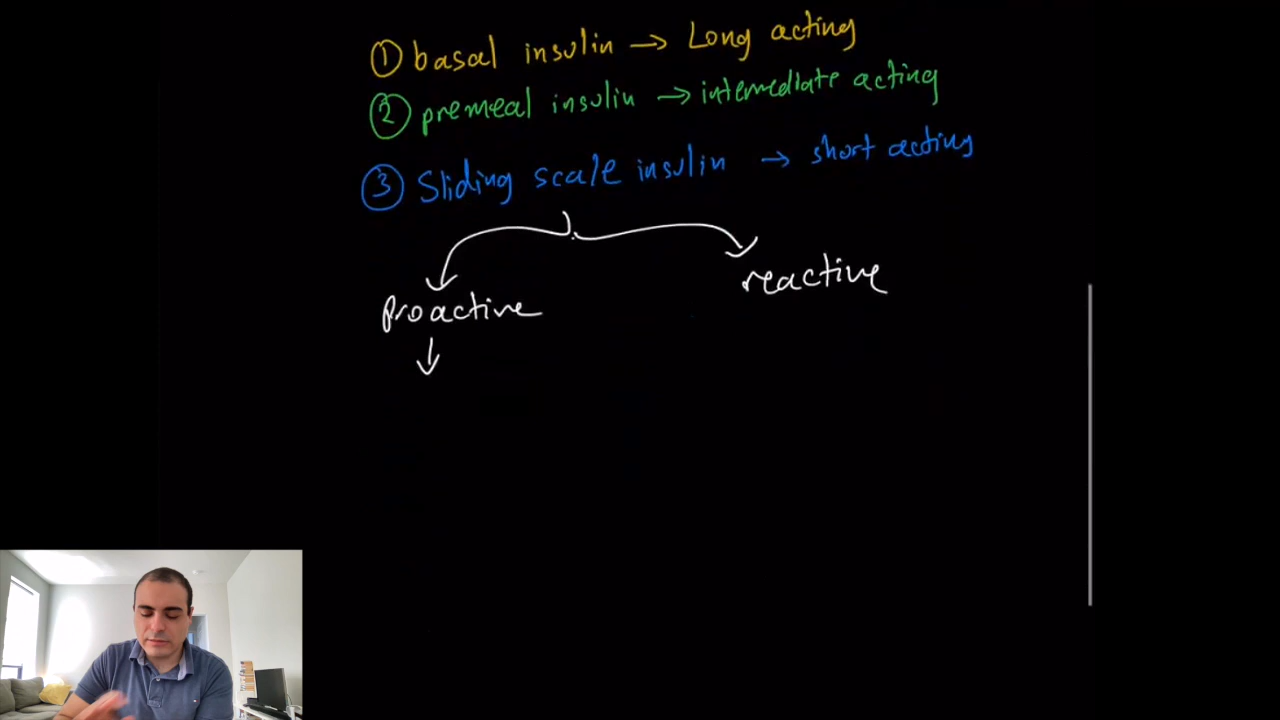 ① basal insulin → Long acting
② premeal insulin → intermediate acting
③ Sliding scale insulin → short acting
reactive
Proactive